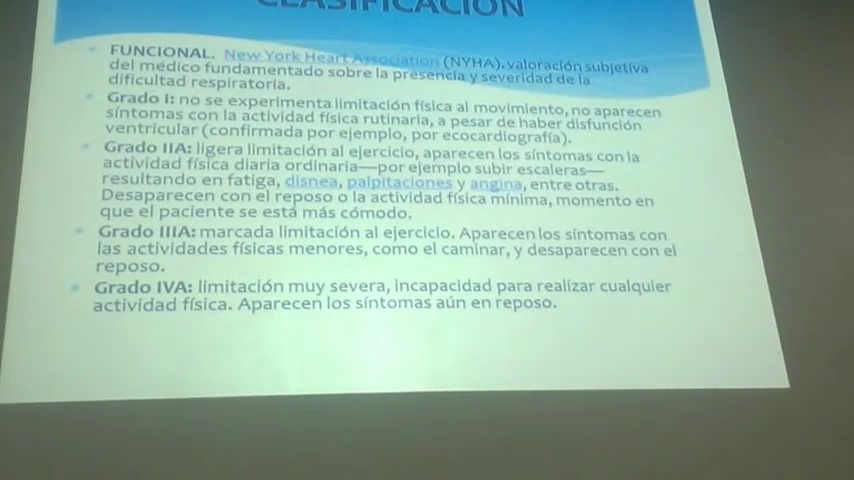 CLASIFICACIÓN
FUNCIONAL. New York Heart Association (NYHA). valoración subjetiva
del médico fundamentado sobre la presencia y severidad de la
dificultad respiratoria.
Grado I: no se experimenta limitación física al movimiento, no aparecen
síntomas con la actividad física rutinaria, a pesar de haber disfunción
ventricular (confirmada por ejemplo, por ecocardiografía).
Grado IIA: ligera limitación al ejercicio, aparecen los síntomas con la
actividad física diaria ordinaria—por ejemplo subir escaleras—
resultando en fatiga, disnea, palpitaciones y angina, entre otras.
Desaparecen con el reposo o la actividad física mínima, momento en
que el paciente se está más cómodo.
Grado IIIA: marcada limitación al ejercicio. Aparecen los síntomas con
las actividades físicas menores, como el caminar, y desaparecen con el
reposo.
Grado IVA: limitación muy severa, incapacidad para realizar cualquier
actividad física. Aparecen los síntomas aún en reposo.